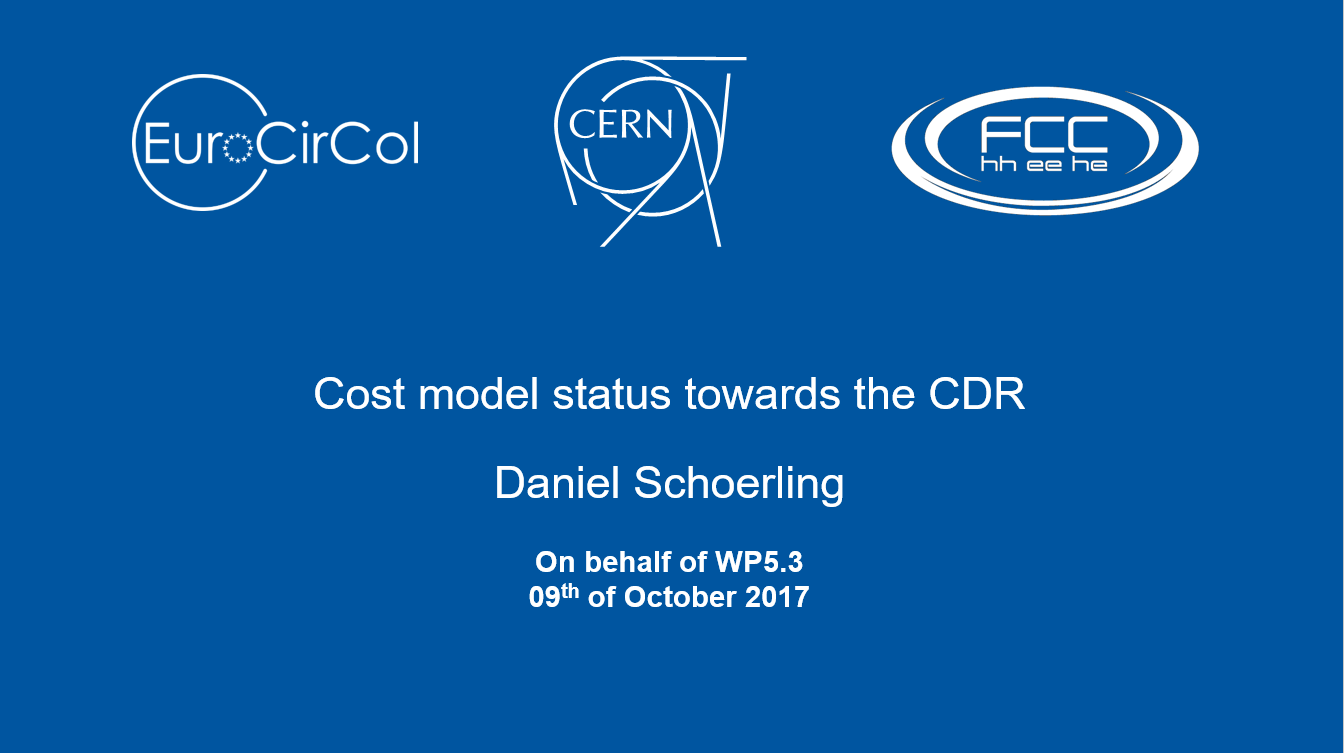 EuroCirCol
CERN
FCC
hh ee he
Cost model status towards the CDR
Daniel Schoerling
On behalf of WP5.3
09th of October 2017